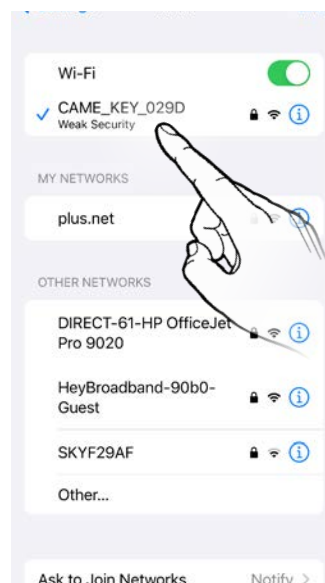 Wi-Fi
CAME_KEY_029D
Weak Security
MY NETWORKS
plus.net
OTHER NETWORKS
DIRECT-61-HP OfficeJet
Pro 9020
HeyBroadband-90b0-
Guest
SKYF29AF
Other...
Ask to Join Networks
Notify >